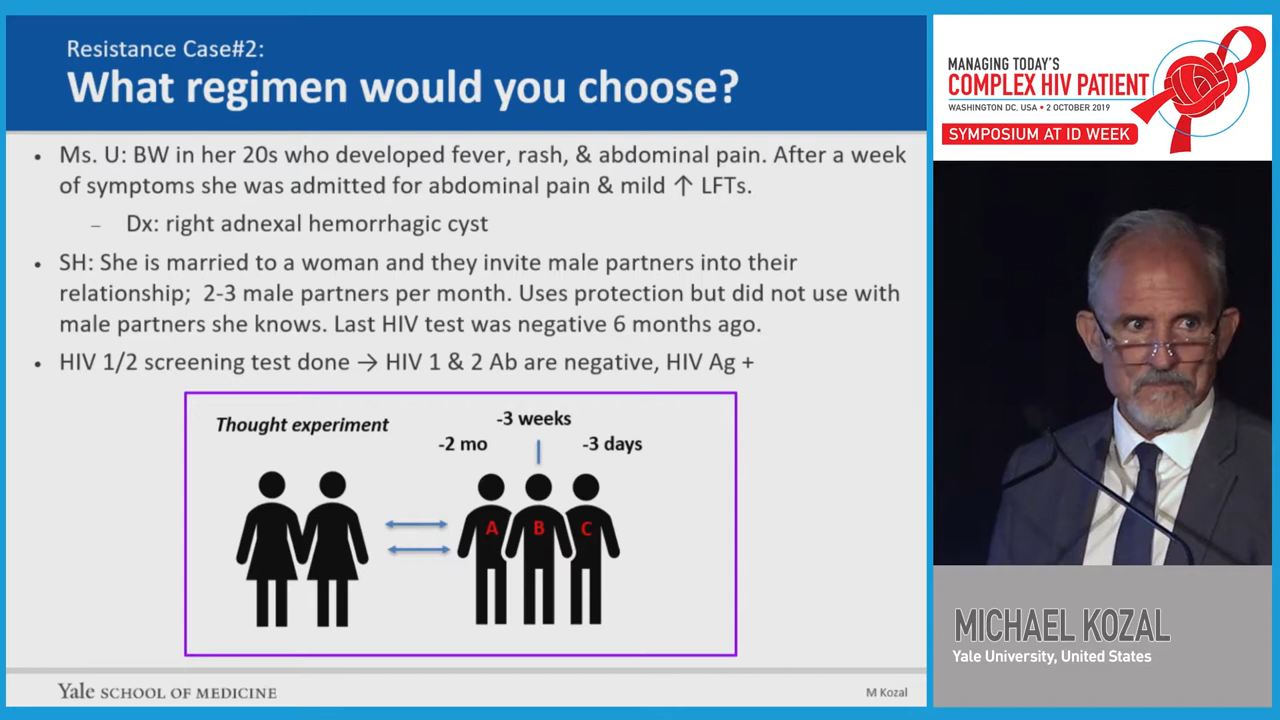 Resistance Case#2:
What regimen would you choose?
• Ms. U: BW in her 20s who developed fever, rash, & abdominal pain. After a week
of symptoms she was admitted for abdominal pain & mild ↑ LFTs.
– Dx: right adnexal hemorrhagic cyst
• SH: She is married to a woman and they invite male partners into their
relationship; 2-3 male partners per month. Uses protection but did not use with
male partners she knows. Last HIV test was negative 6 months ago.
• HIV 1/2 screening test done → HIV 1 & 2 Ab are negative, HIV Ag +
Thought experiment
-3 weeks
-2 mo
-3 days
A B C
Yale SCHOOL OF MEDICINE
M Kozal
MANAGING TODAY'S
COMPLEX HIV PATIENT
WASHINGTON DC, USA • 2 OCTOBER 2019
SYMPOSIUM AT ID WEEK
MICHAEL KOZAL
Yale University, United States